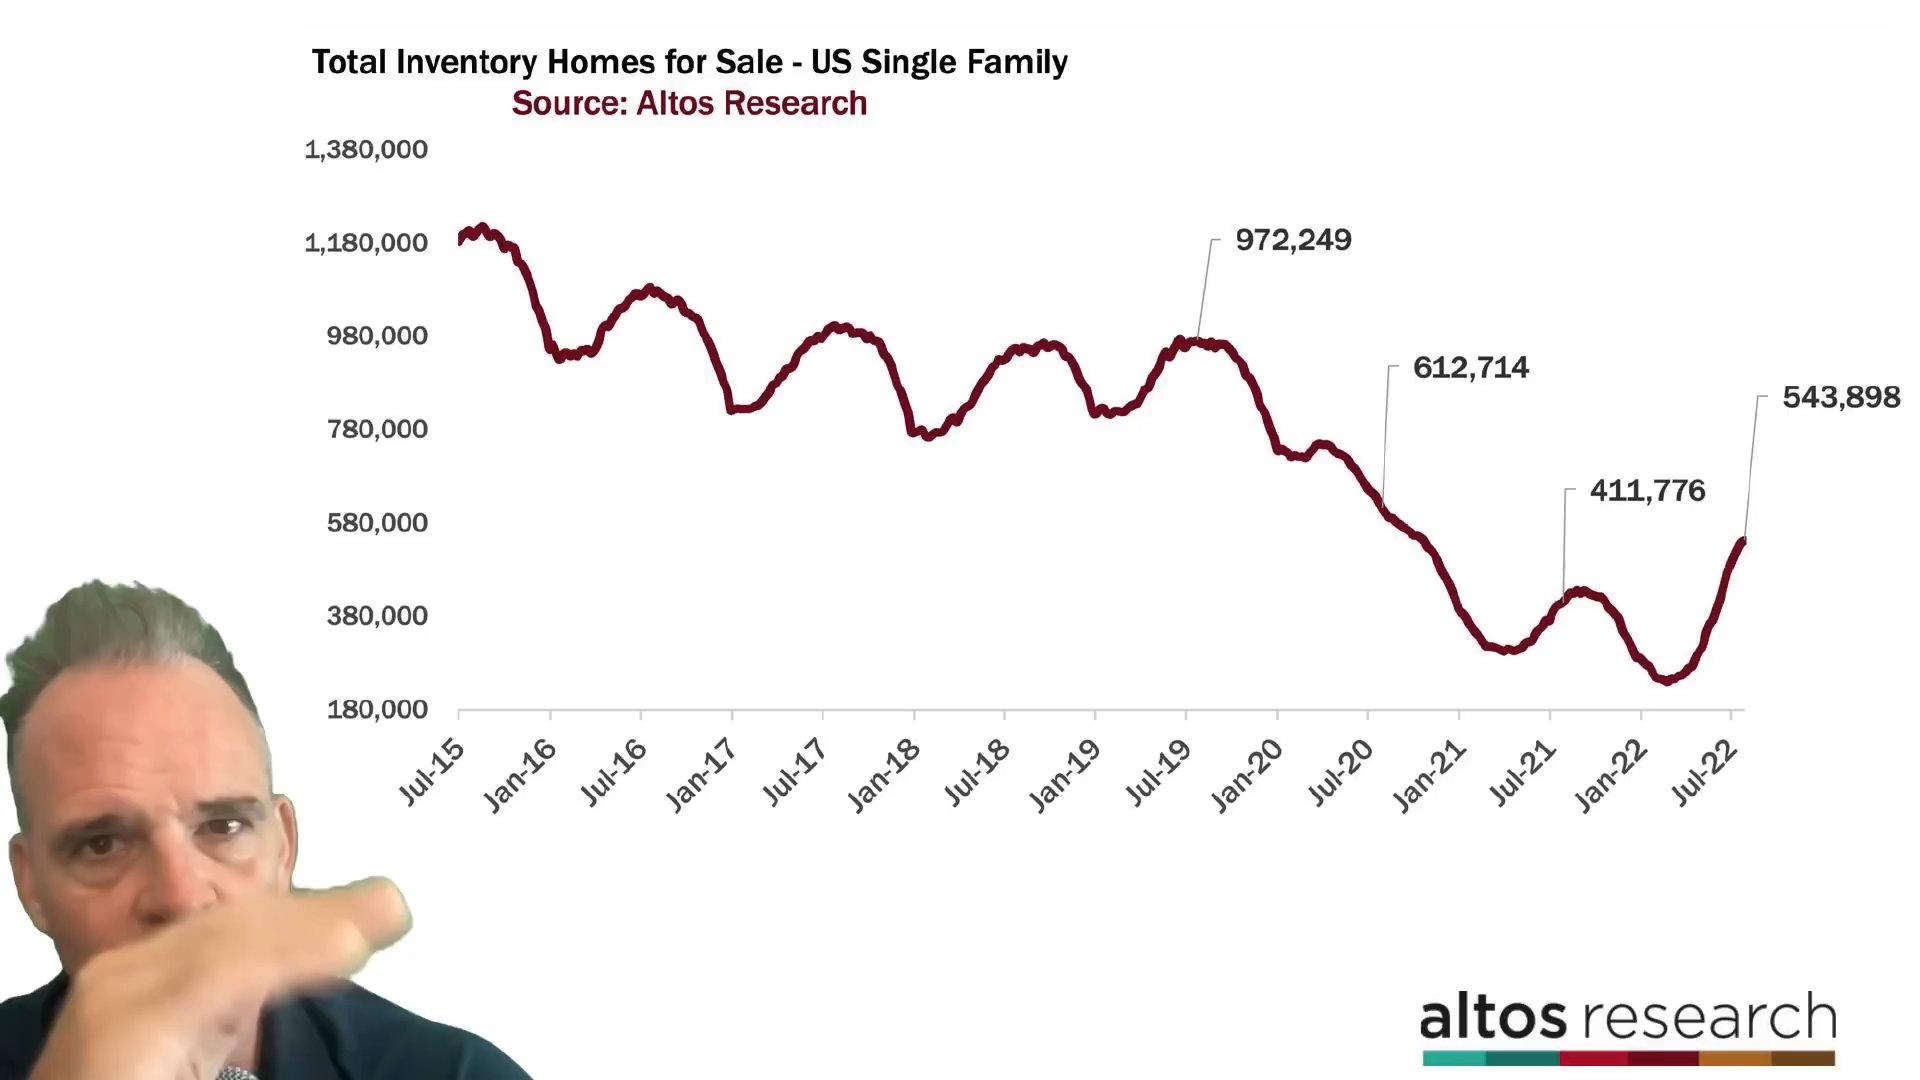 Total Inventory Homes for Sale - US Single Family
Source: Altos Research
1,380,000
1,180,000
980,000
780,000
580,000
380,000
180,000
972,249
612,714
411,776
543,898
Jul-15
Jan-16
Jul-16
Jan-17
Jul-17
Jan-18
Jul-18
Jan-19
Jul-19
Jan-20
Jul-20
Jan-21
Jul-21
Jan-22
Jul-22
altos research